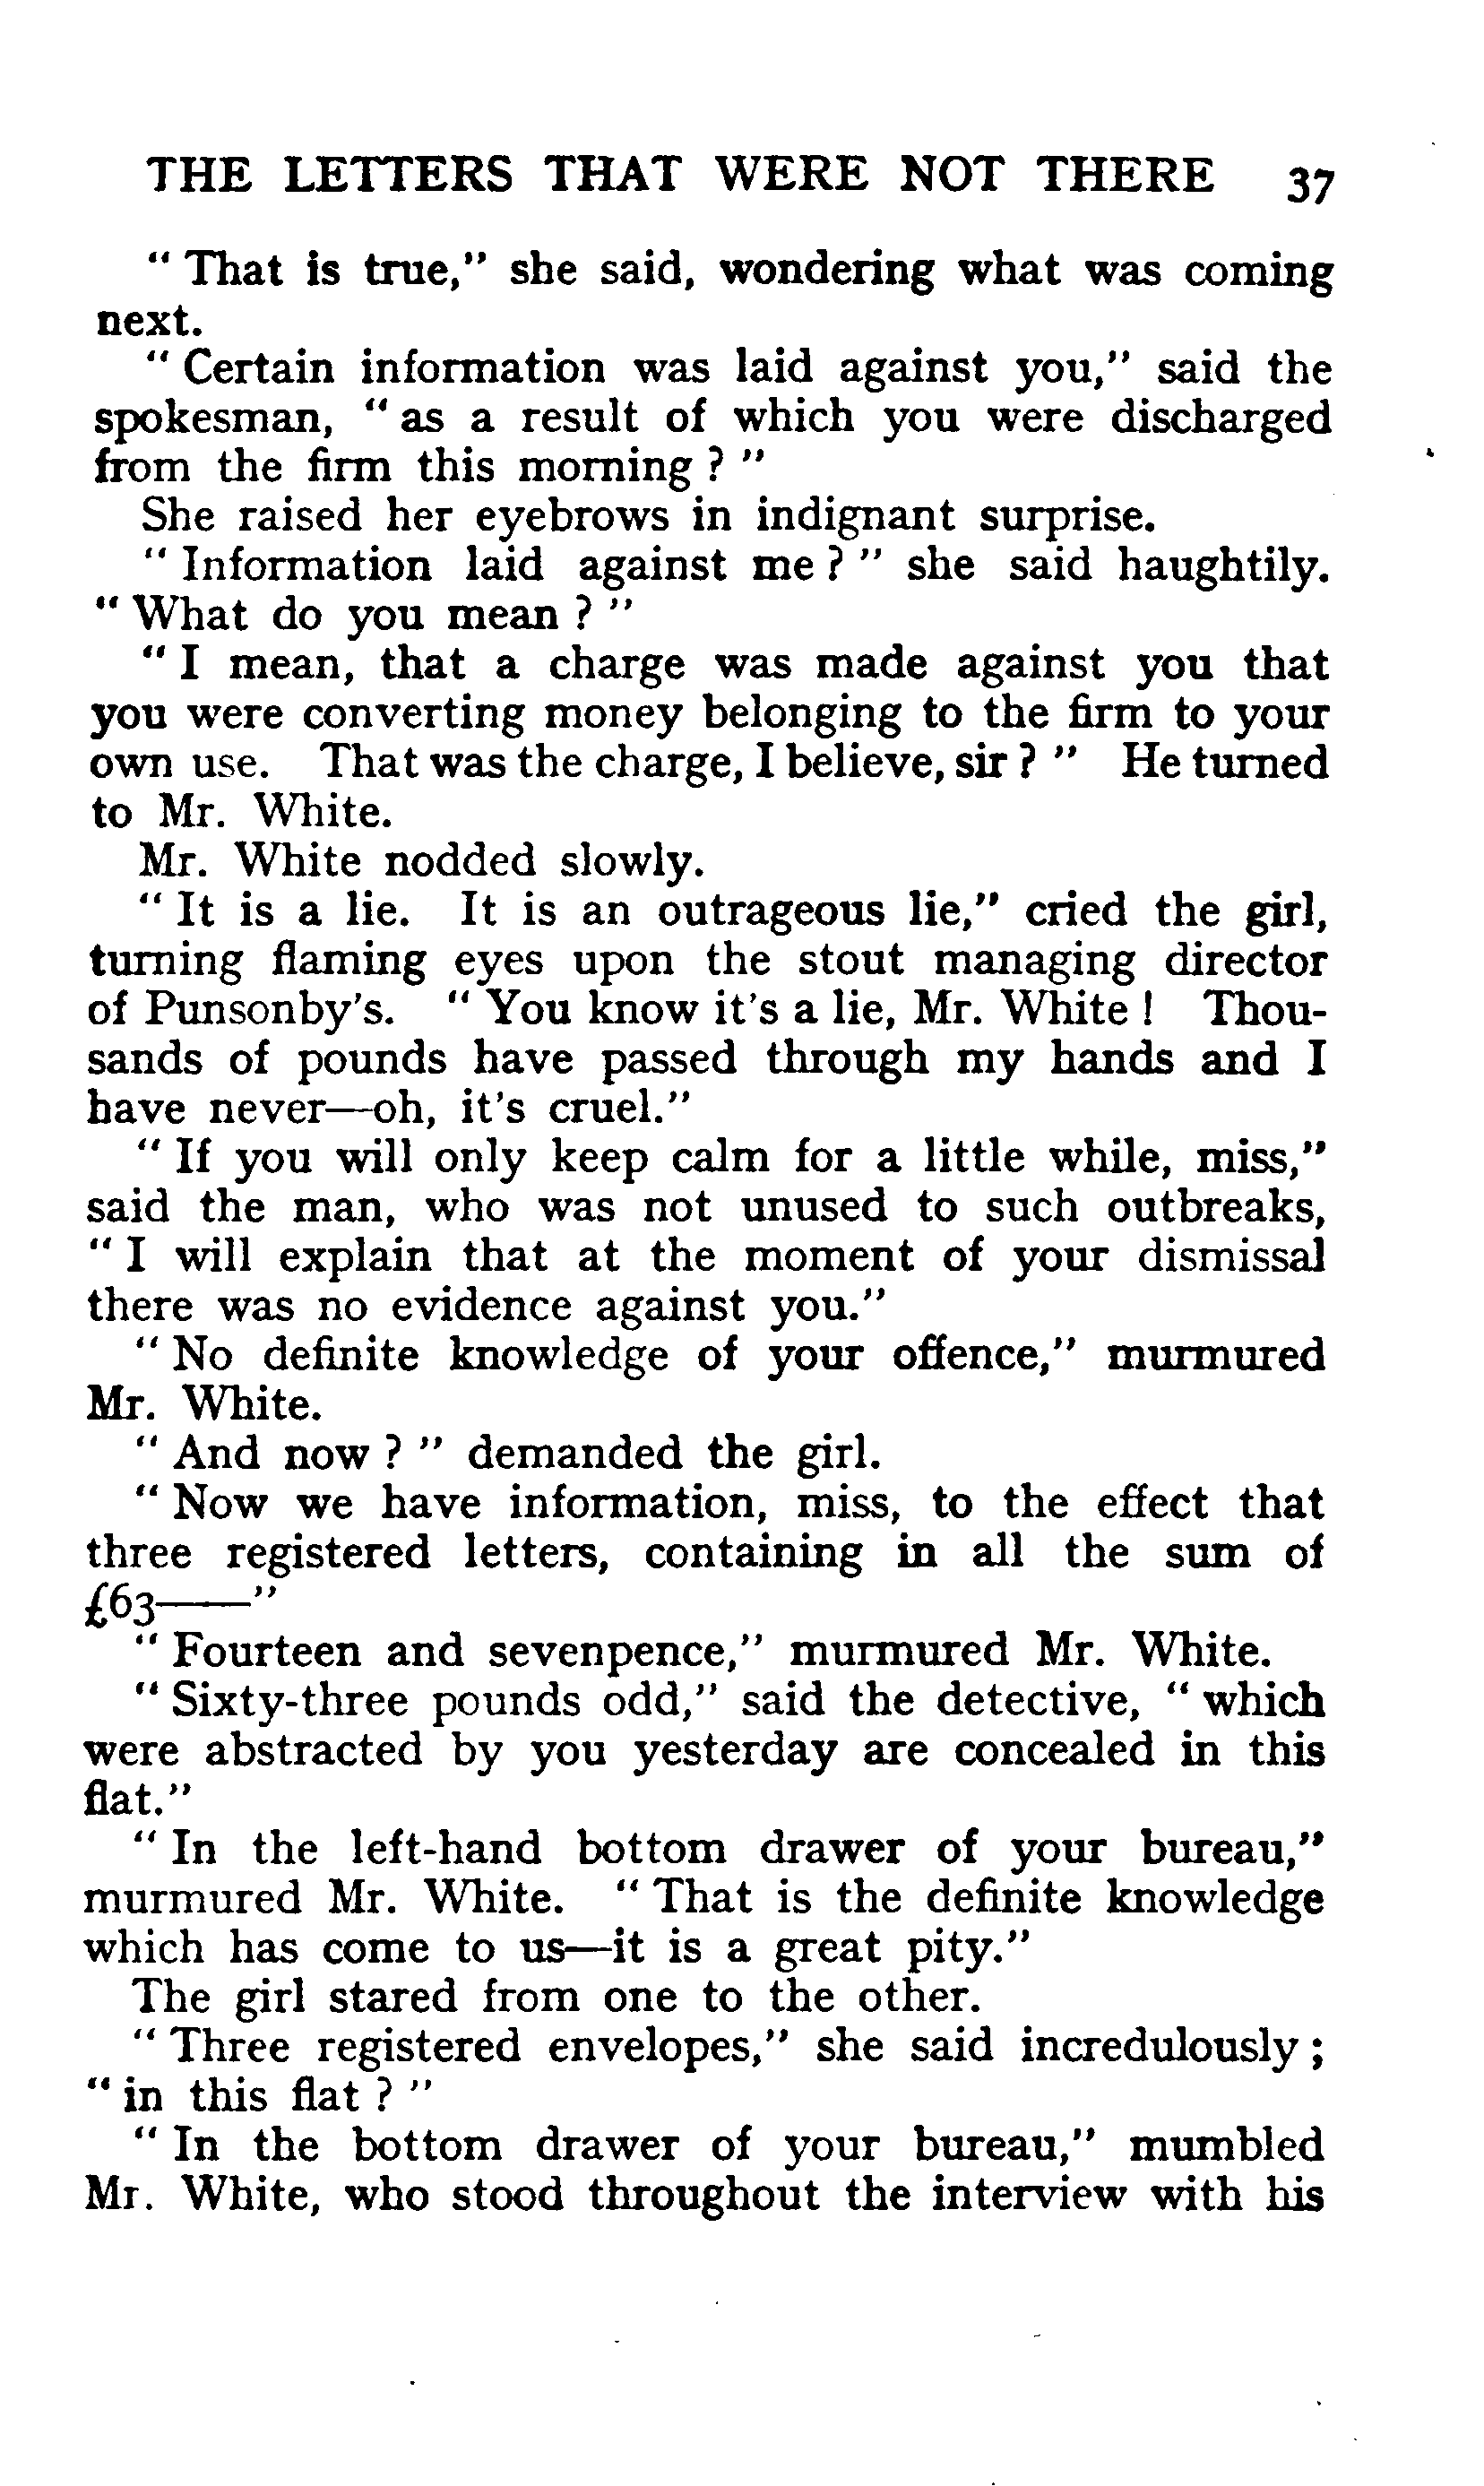 THE LETTERS THAT WERE NOT THERE 37
" That is true," she said, wondering what was coming
next.
" Certain information was laid against you," said the
spokesman, " as a result of which you were discharged
from the firm this morning ? "
She raised her eyebrows in indignant surprise.
" Information laid against me ? " she said haughtily.
" What do you mean ? "
" I mean, that a charge was made against you that
you were converting money belonging to the firm to your
own use. That was the charge, I believe, sir ? " He turned
to Mr. White.
Mr. White nodded slowly.
" It is a lie. It is an outrageous lie," cried the girl,
turning flaming eyes upon the stout managing director
of Punsonby's. " You know it's a lie, Mr. White ! Thou-
sands of pounds have passed through my hands and I
have never—oh, it's cruel."
" If you will only keep calm for a little while, miss,"
said the man, who was not unused to such outbreaks,
" I will explain that at the moment of your dismissal
there was no evidence against you."
" No definite knowledge of your offence," murmured
Mr. White.
" And now ? " demanded the girl.
" Now we have information, miss, to the effect that
three registered letters, containing in all the sum of
£63——"
" Fourteen and sevenpence," murmured Mr. White.
" Sixty-three pounds odd," said the detective, " which
were abstracted by you yesterday are concealed in this
flat."
" In the left-hand bottom drawer of your bureau,"
murmured Mr. White. " That is the definite knowledge
which has come to us—it is a great pity."
The girl stared from one to the other.
" Three registered envelopes," she said incredulously ;
" in this flat ? "
" In the bottom drawer of your bureau," mumbled
Mr. White, who stood throughout the interview with his